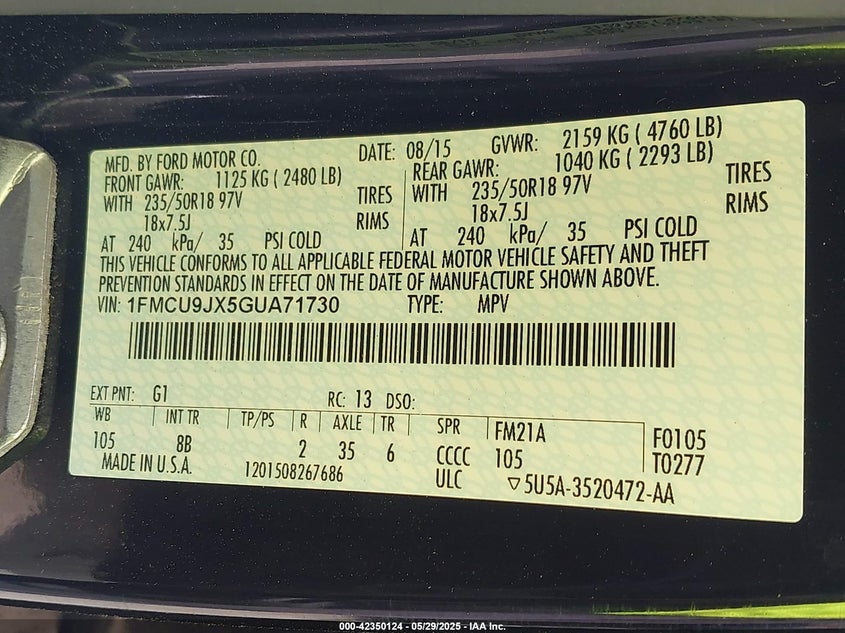 MFD. BY FORD MOTOR CO. DATE: 08/15 GVWR: 2159 KG ( 4760 LB)
FRONT GAWR: 1125 KG ( 2480 LB) REAR GAWR: 1040 KG ( 2293 LB)
WITH 235/50R18 97V TIRES WITH 235/50R18 97V TIRES
18x7.5J RIMS 18x7.5J RIMS
AT 240 kPa/ 35 PSI COLD AT 240 kPa/ 35 PSI COLD
THIS VEHICLE CONFORMS TO ALL APPLICABLE FEDERAL MOTOR VEHICLE SAFETY AND THEFT
PREVENTION STANDARDS IN EFFECT ON THE DATE OF MANUFACTURE SHOWN ABOVE.
VIN: 1FMCU9JX5GUA71730 TYPE: MPV
EXT PNT: G1 RC: 13 DSO:
WB INT TR TP/PS R AXLE TR SPR FM21A F0105
105 8B 2 35 6 CCCC 105 T0277
MADE IN U.S.A. 1201508267686 ULC ▽5U5A-3520472-AA
000-42350124 - 05/29/2025 - IAA Inc.